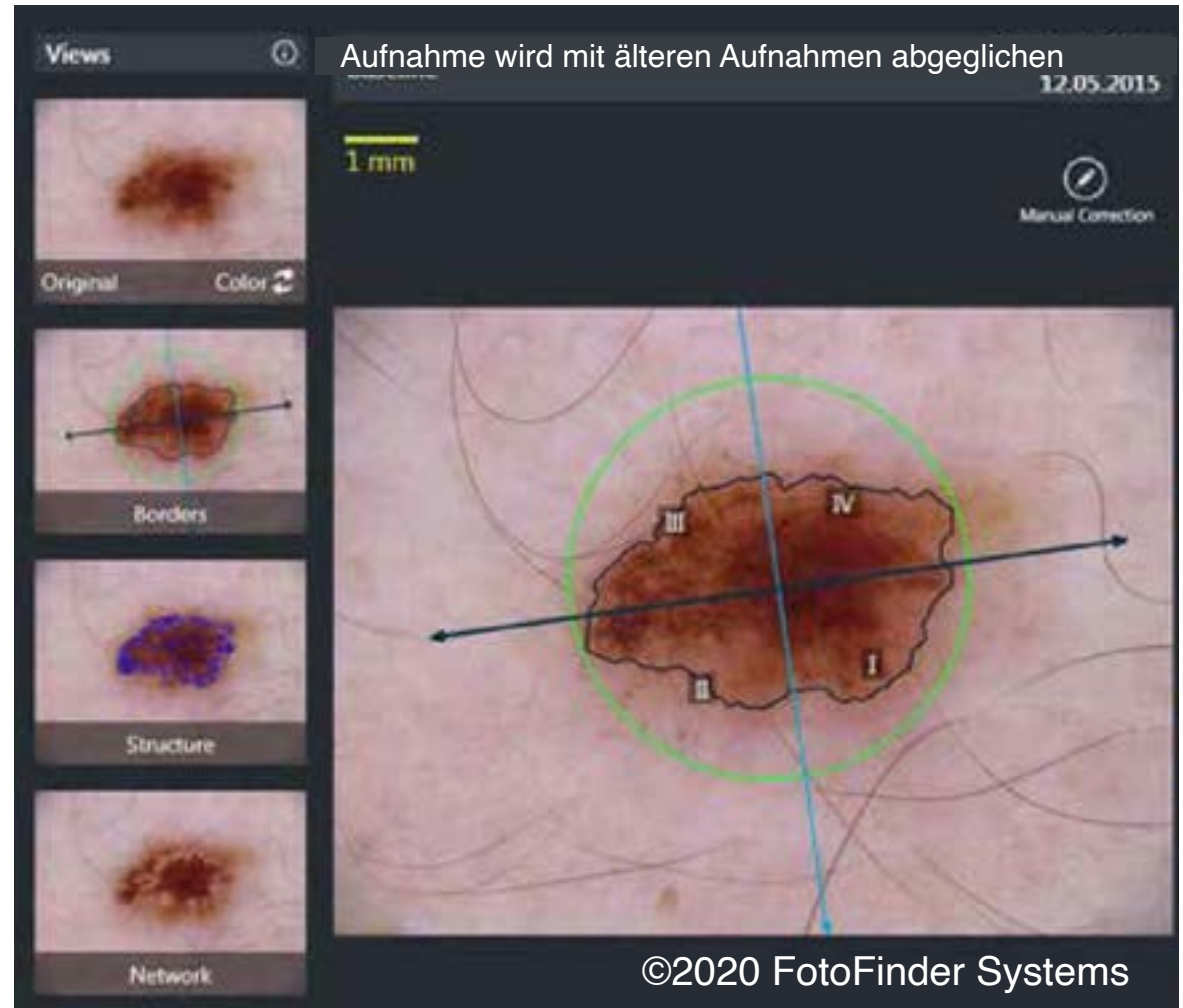 Views
Aufnahme wird mit älteren Aufnahmen abgeglichen
12.05.2015
1 mm
Manual Correction
Original Color
Borders
Structure
Network
III
IV
I
II
©2020 FotoFinder Systems